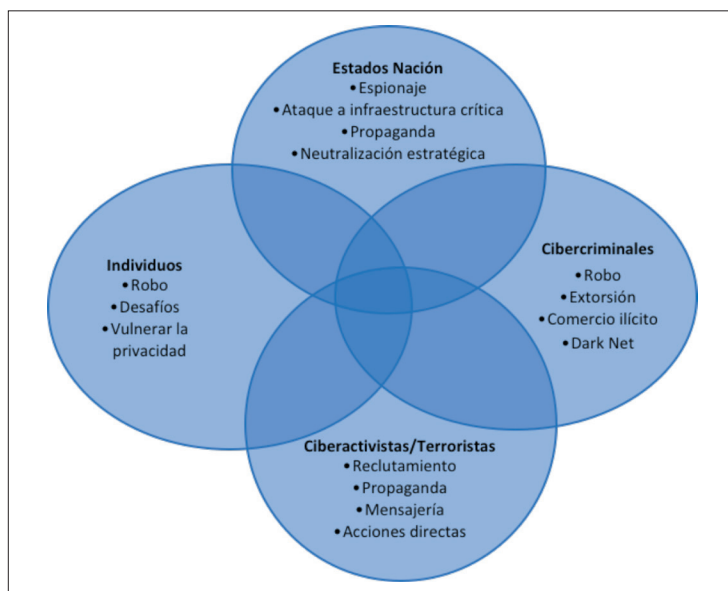 Estados Nación
• Espionaje
• Ataque a infraestructura crítica
• Propaganda
• Neutralización estratégica
Individuos
• Robo
• Desafíos
• Vulnerar la
privacidad
Cibercriminales
• Robo
• Extorsión
• Comercio ilícito
• Dark Net
Ciberactivistas/Terroristas
• Reclutamiento
• Propaganda
• Mensajería
• Acciones directas